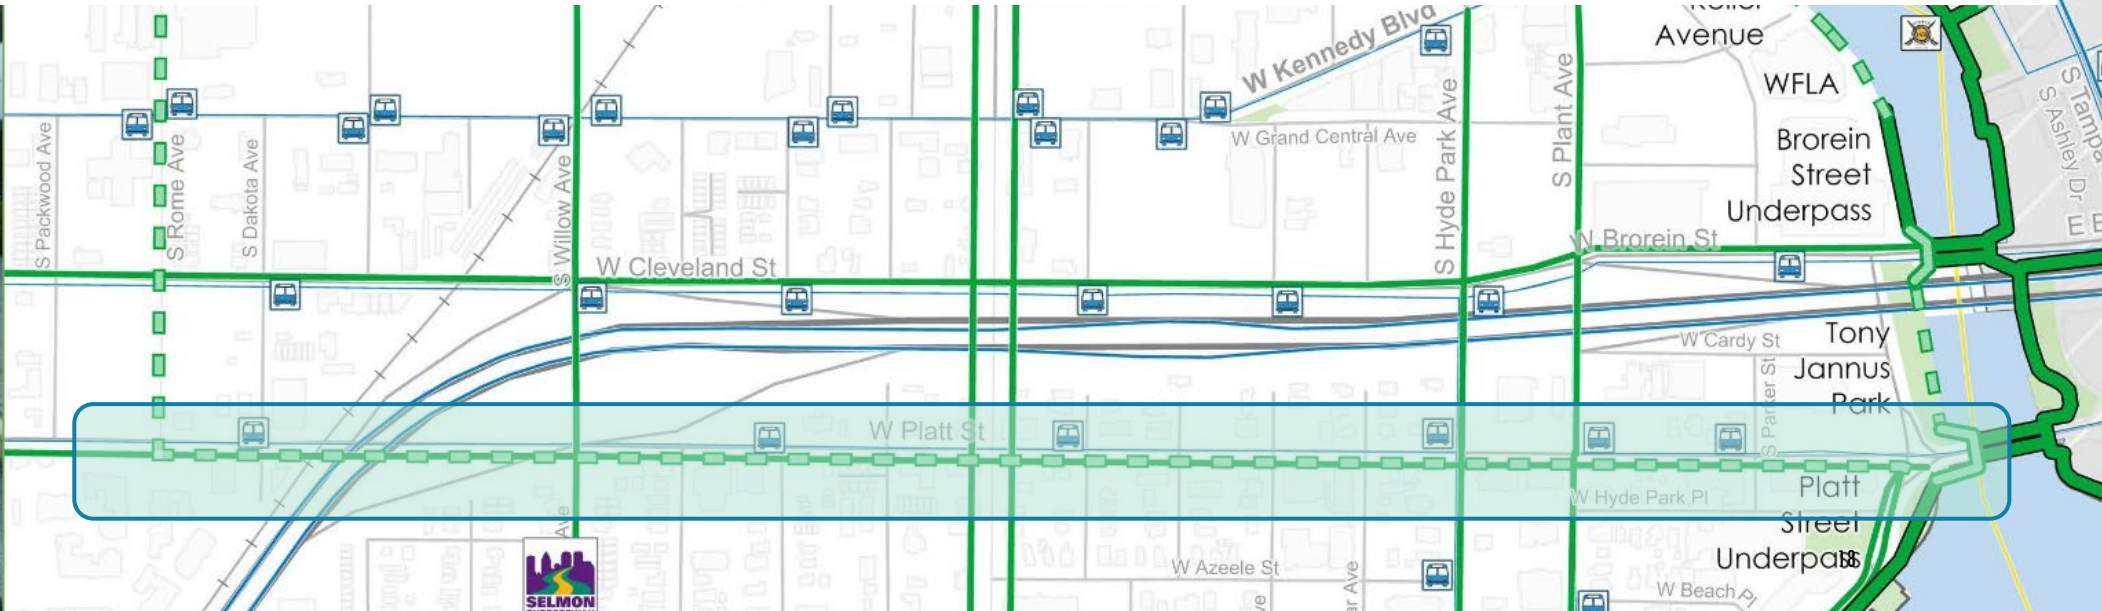 Avenue
W Kennedy Blvd
WFLA
W Grand Central Ave
S Packwood Ave
S Rome Ave
S Dakota Ave
S Willow Ave
S Hyde Park Ave
S Plant Ave
S Ashley Dr
Brorein
Street
Underpass
W Brorein St
W Cleveland St
W Cardy St
Tony
Jannus
Park
S Parker St
W Platt St
W Hyde Park Pl
Platt
Street
Underpass
W Azeele St
W Beach Pl
Ave
SELMON